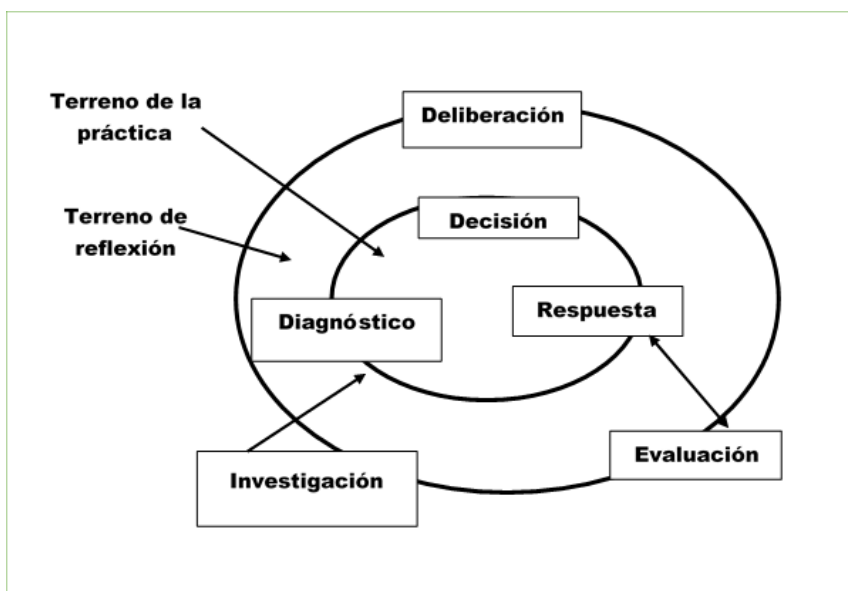 Terreno de la
práctica
Deliberación
Terreno de
reflexión
Decisión
Diagnóstico
Respuesta
Investigación
Evaluación